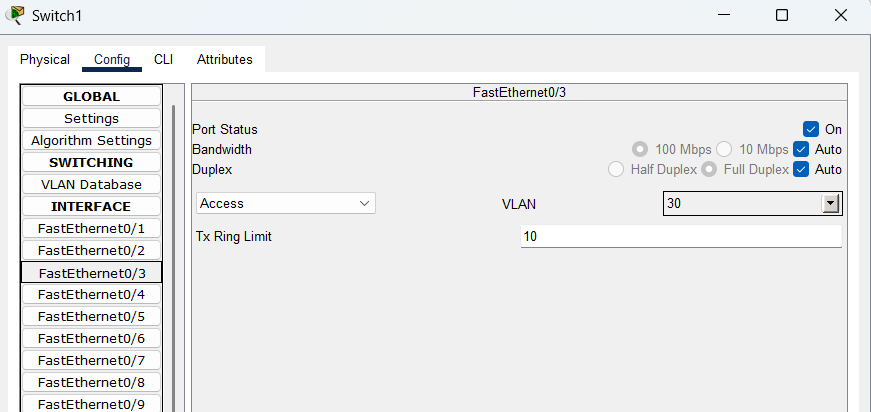 Switch1
Physical Config CLI Attributes
GLOBAL
Settings
Algorithm Settings
SWITCHING
VLAN Database
INTERFACE
FastEthernet0/1
FastEthernet0/2
FastEthernet0/3
FastEthernet0/4
FastEthernet0/5
FastEthernet0/6
FastEthernet0/7
FastEthernet0/8
FastEthernet0/9
FastEthernet0/3
Port Status On
Bandwidth 100 Mbps 10 Mbps Auto
Duplex Half Duplex Full Duplex Auto
Access VLAN 30
Tx Ring Limit 10